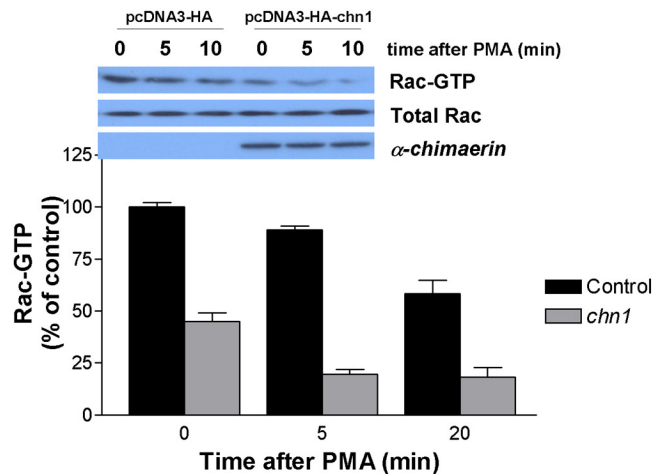 pcDNA3-HA pcDNA3-HA-chn1
0 5 10 0 5 10 time after PMA (min)
Rac-GTP
Total Rac
α-chimaerin
125
100
75
50
25
0
Rac-GTP
(% of control)
Control
chn1
0 5 20
Time after PMA (min)